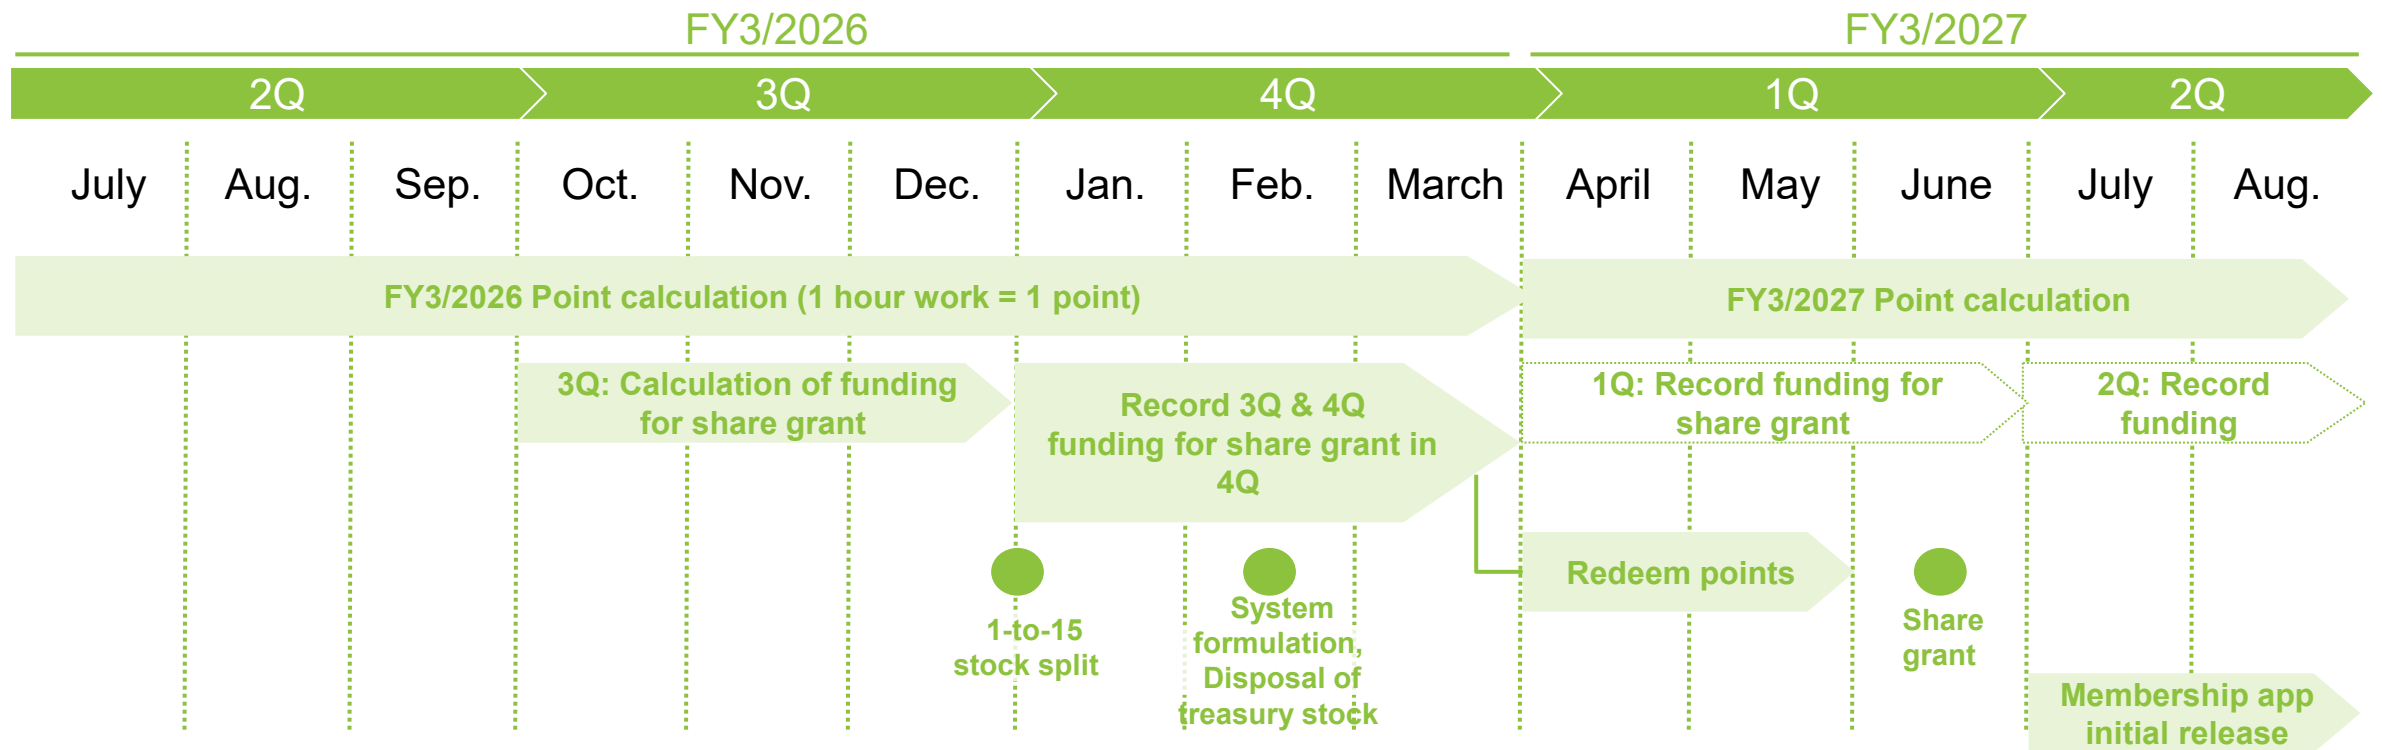 FY3/2026
FY3/2027
2Q
3Q
4Q
1Q
2Q
July
Aug.
Sep.
Oct.
Nov.
Dec.
Jan.
Feb.
March
April
May
June
July
Aug.
FY3/2026 Point calculation (1 hour work = 1 point)
FY3/2027 Point calculation
3Q: Calculation of funding
for share grant
Record 3Q & 4Q
funding for share grant in
4Q
1Q: Record funding for
share grant
2Q: Record
funding
Redeem points
1-to-15
stock split
System
formulation,
Disposal of
treasury stock
Share
grant
Membership app
initial release